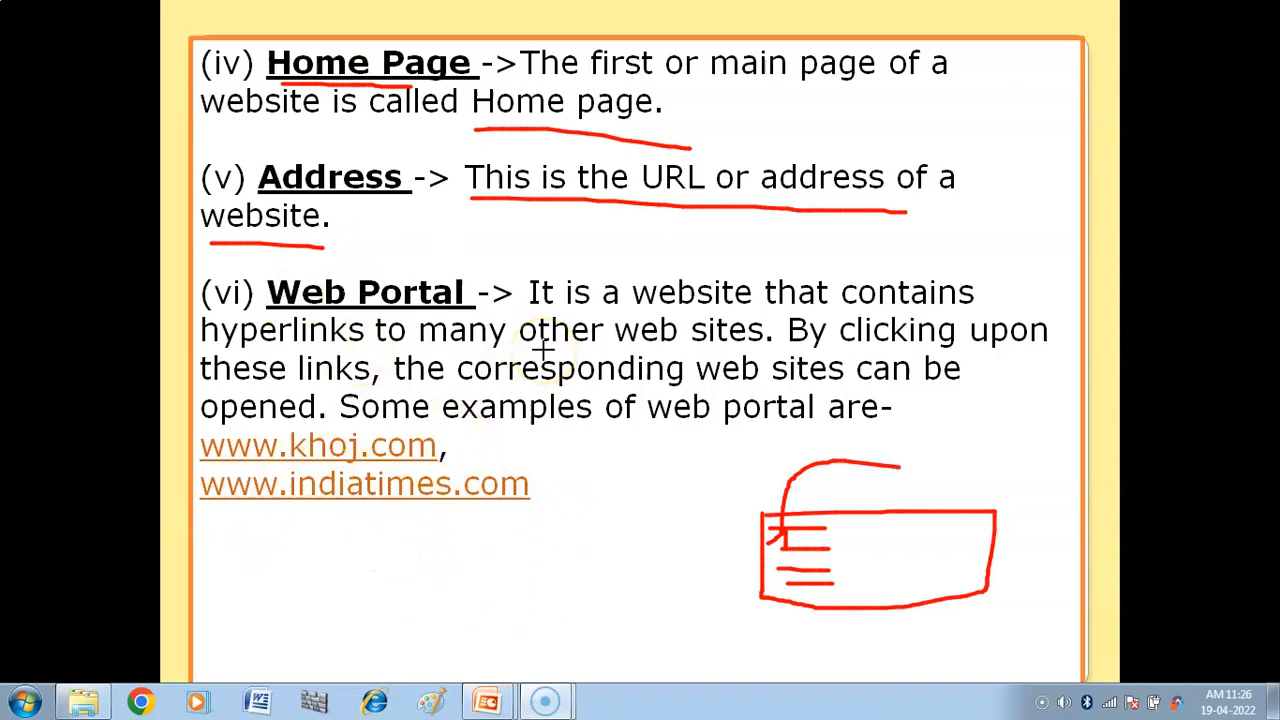 (iv) Home Page ->The first or main page of a
website is called Home page.
(v) Address -> This is the URL or address of a
website.
(vi) Web Portal -> It is a website that contains
hyperlinks to many other web sites. By clicking upon
these links, the corresponding web sites can be
opened. Some examples of web portal are-
www.khoj.com,
www.indiatimes.com
AM 11:26
19-04-2022